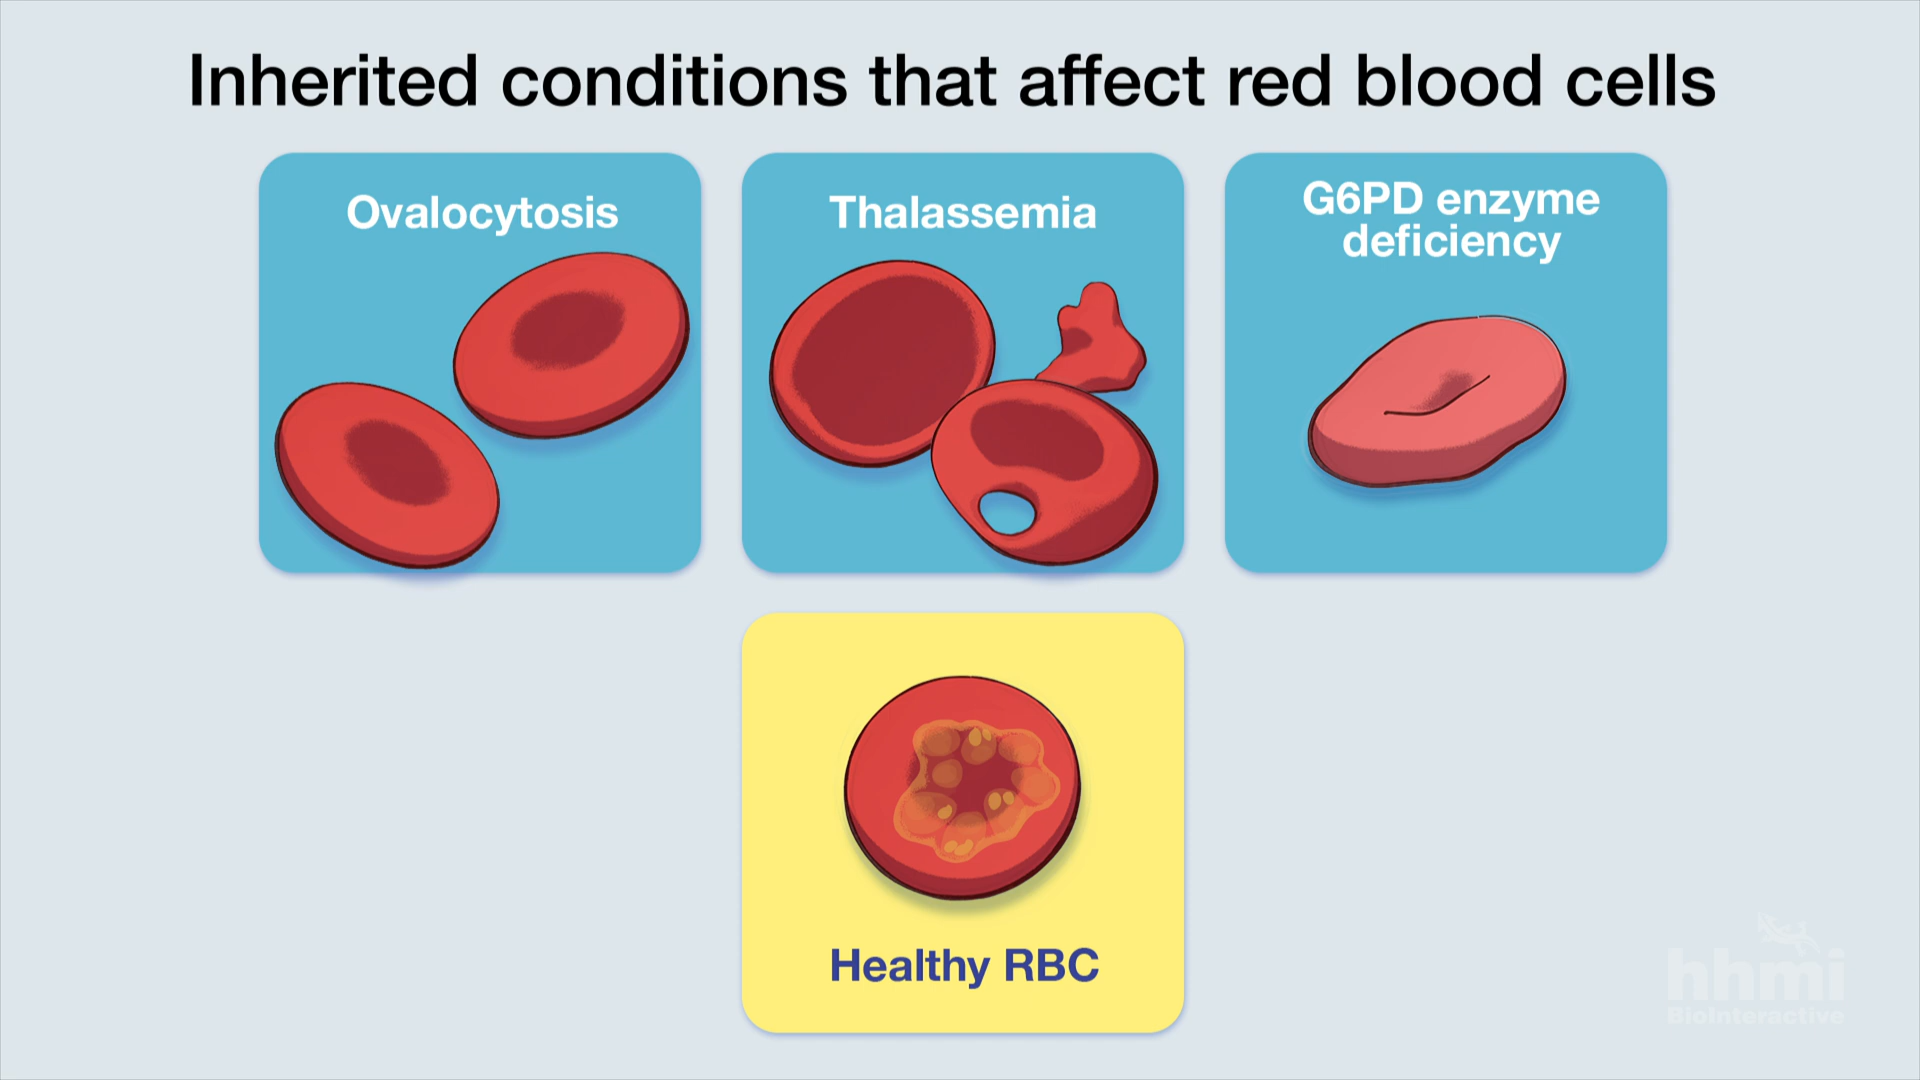 Inherited conditions that affect red blood cells
Ovalocytosis
Thalassemia
G6PD enzyme
deficiency
Healthy RBC
hhmi
BioInteractive